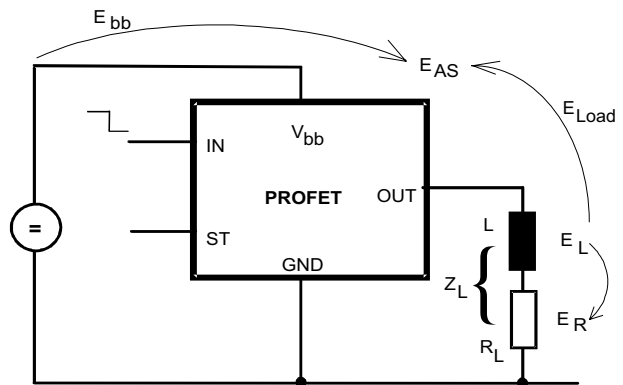 E bb
E AS
E Load
IN
V bb
PROFET
OUT
=
ST
L
E L
GND
Z L {
E R
R L